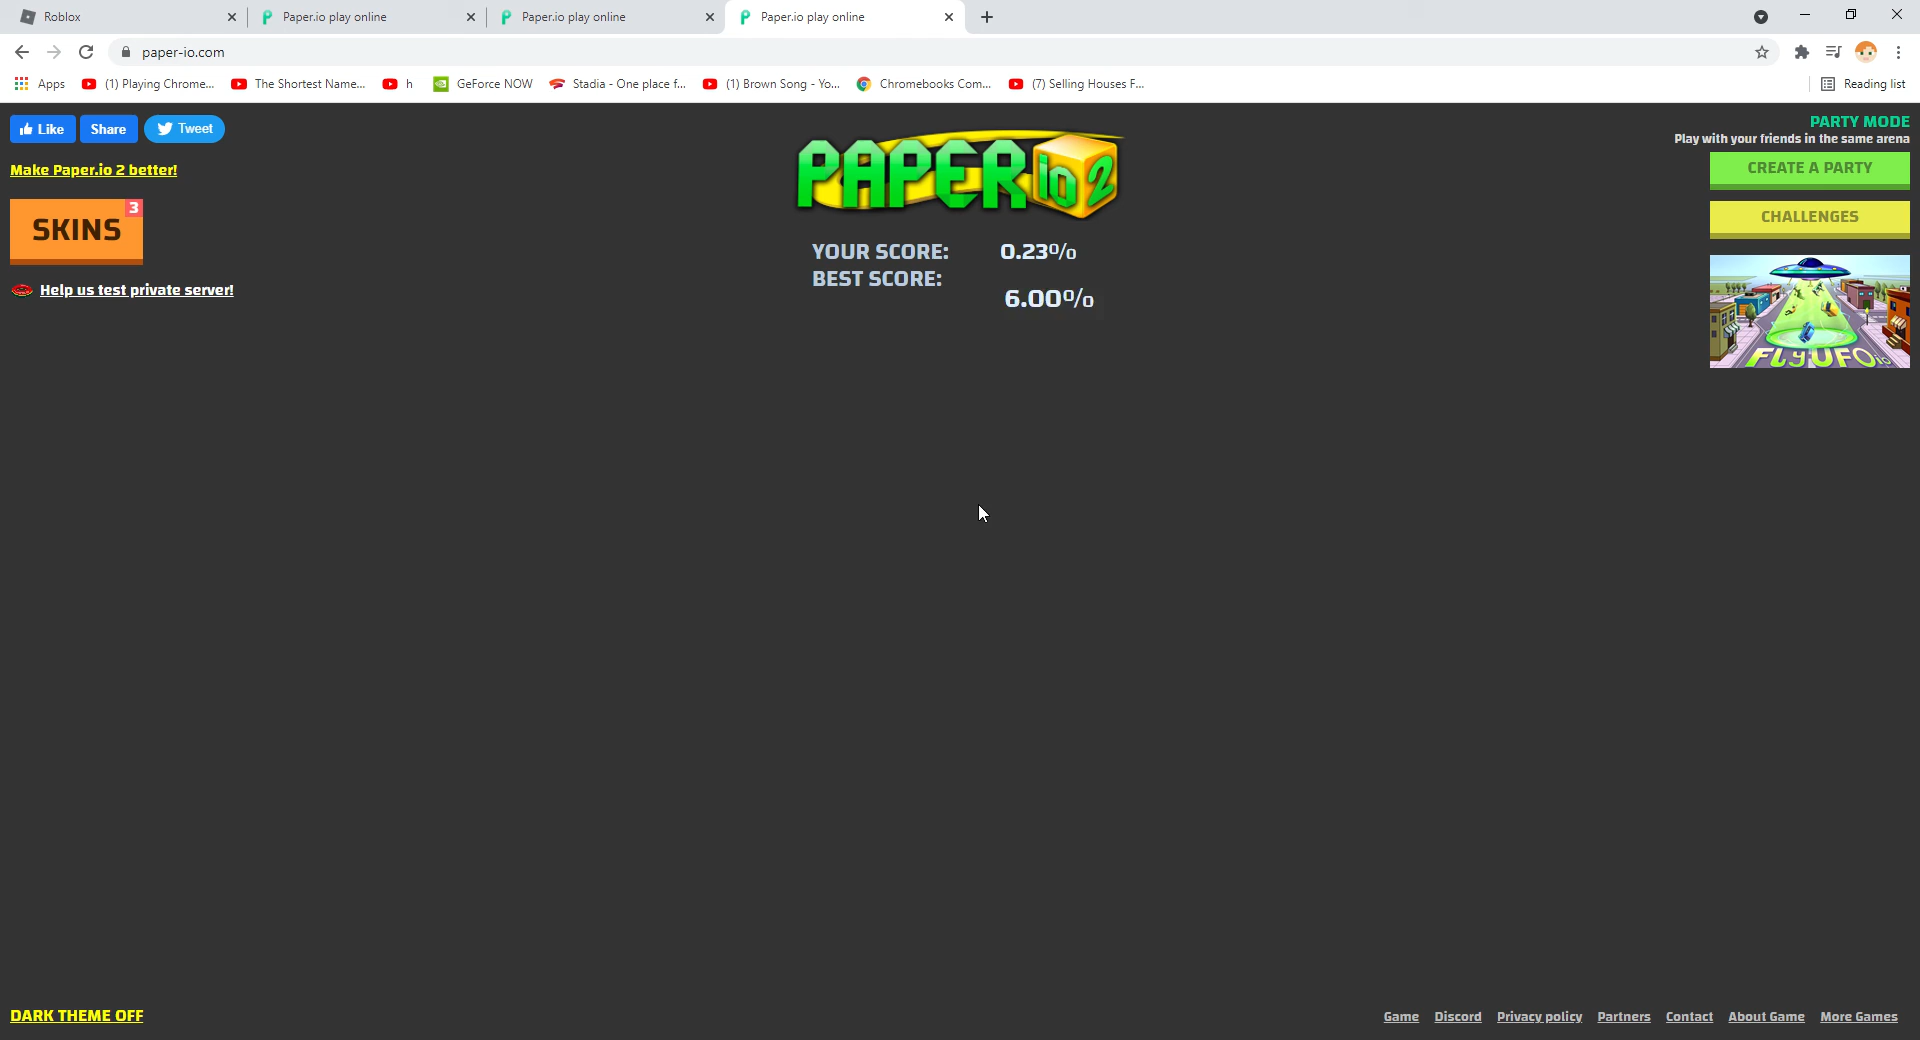 Roblox
Paper.io play online
Paper.io play online
Paper.io play online
paper-io.com
Apps
(1) Playing Chrome...
The Shortest Name...
h
GeForce NOW
Stadia - One place f...
(1) Brown Song - Yo...
Chromebooks Com...
(7) Selling Houses F...
Reading list
Like
Share
Tweet
Make Paper.io 2 better!
SKINS
3
Help us test private server!
PAPER io 2
YOUR SCORE: 0.23%
BEST SCORE:
6.00%
PARTY MODE
Play with your friends in the same arena
CREATE A PARTY
CHALLENGES
FLYUFO.io
DARK THEME OFF
Game
Discord
Privacy policy
Partners
Contact
About Game
More Games